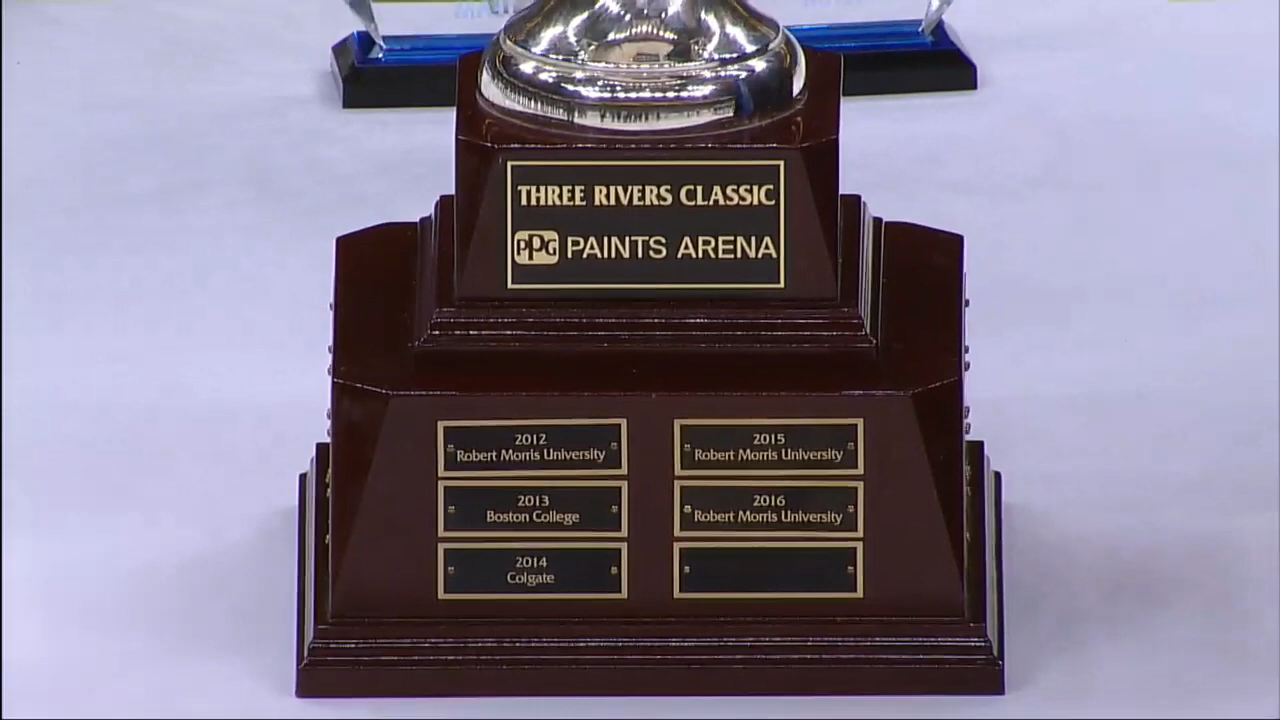 THREE RIVERS CLASSIC
PPG PAINTS ARENA
2012
Robert Morris University
2013
Boston College
2014
Colgate
2015
Robert Morris University
2016
Robert Morris University